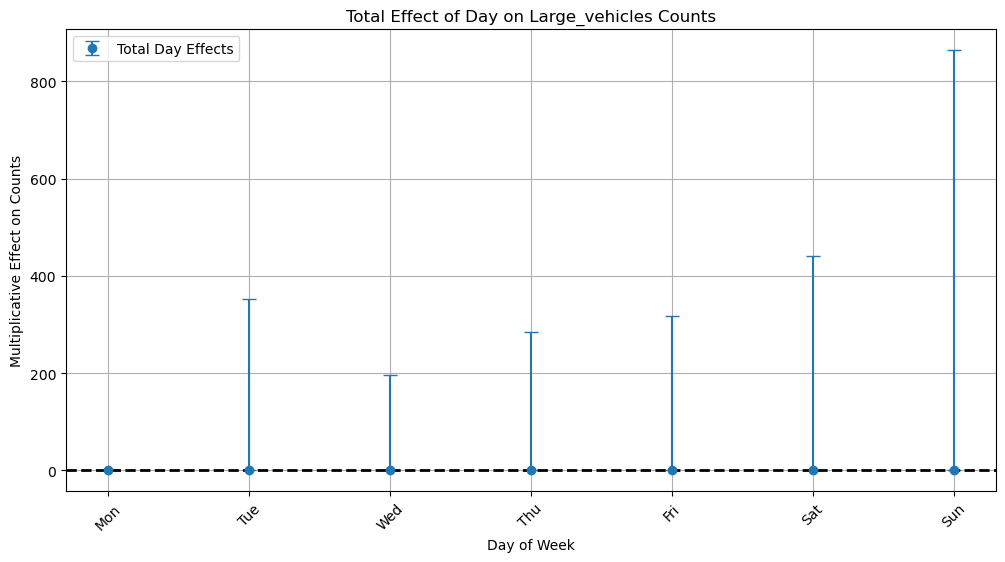 Total Effect of Day on Large_vehicles Counts
Total Day Effects
Multiplicative Effect on Counts
800
600
400
200
0
Mon
Tue
Wed
Thu
Fri
Sat
Sun
Day of Week